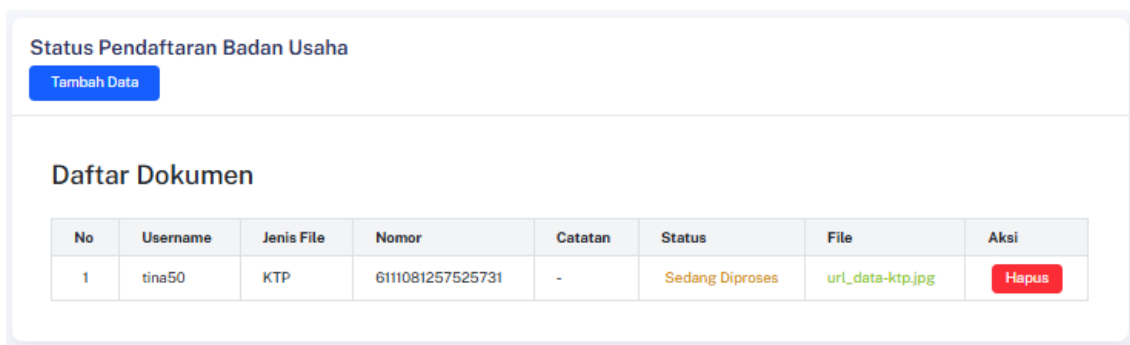 Status Pendaftaran Badan Usaha
Tambah Data
Daftar Dokumen
No Username Jenis File Nomor Catatan Status File Aksi
1 tina50 KTP 6111081257525731 - Sedang Diproses url_data-ktp.jpg Hapus